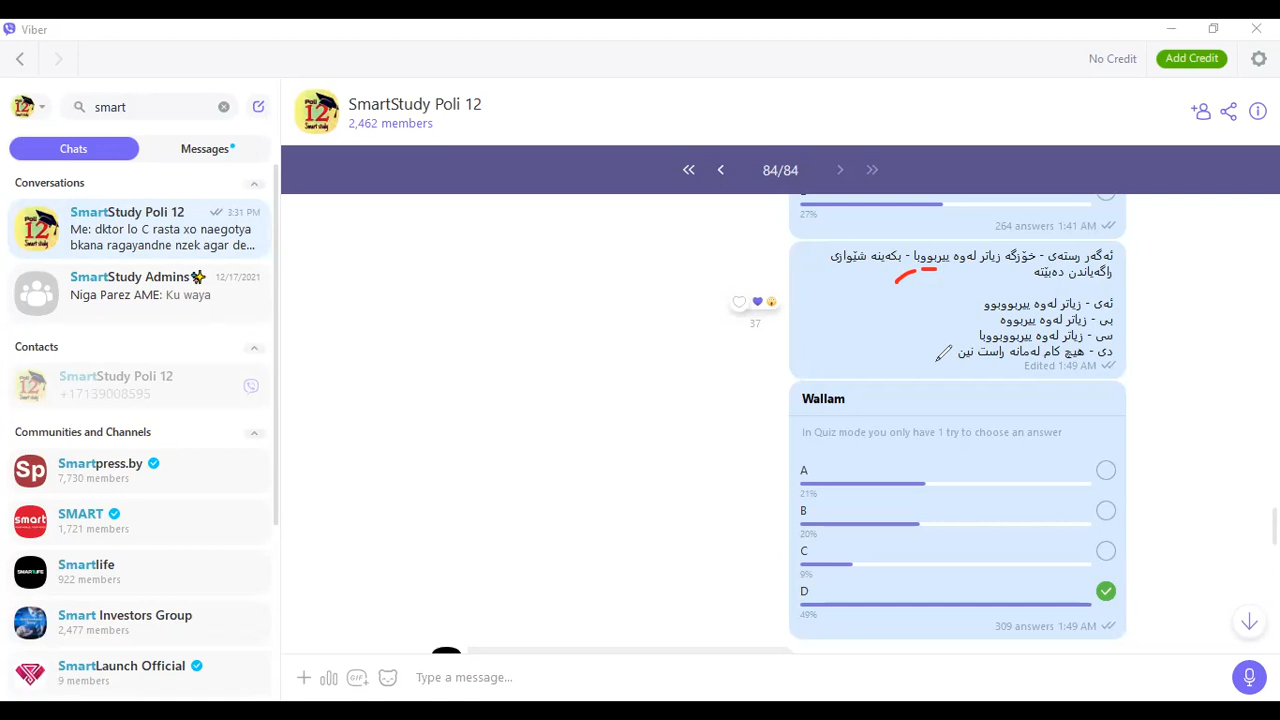 Viber
No Credit
Add Credit
smart
SmartStudy Poli 12
2,462 members
Chats
Messages
84/84
Conversations
SmartStudy Poli 12
3:31 PM
Me: dktor lo C rasta xo naegotya
bkana ragayandne nzek agar de...
SmartStudy Admins
12/17/2021
Niga Parez AME: Ku waya
Contacts
SmartStudy Poli 12
+17139008595
Communities and Channels
Smartpress.by
7,730 members
SMART
1,721 members
Smartlife
922 members
Smart Investors Group
2,477 members
SmartLaunch Official
9 members
27%
264 answers 1:41 AM
ئەگەر رستەی - خۆزگە زیاتر لەوە پیربوویا - بکەینە شێوازی
راگەیاندن دەبێتە
ئەی - زیاتر لەوە پیربووبوو
بی - زیاتر لەوە پیربووە
سی - زیاتر لەوە پیربووبووبا
دی - هیچ کام لەمانە راست نین
Edited 1:49 AM
37
Wallam
In Quiz mode you only have 1 try to choose an answer
A
21%
B
20%
C
9%
D
49%
309 answers 1:49 AM
Type a message...